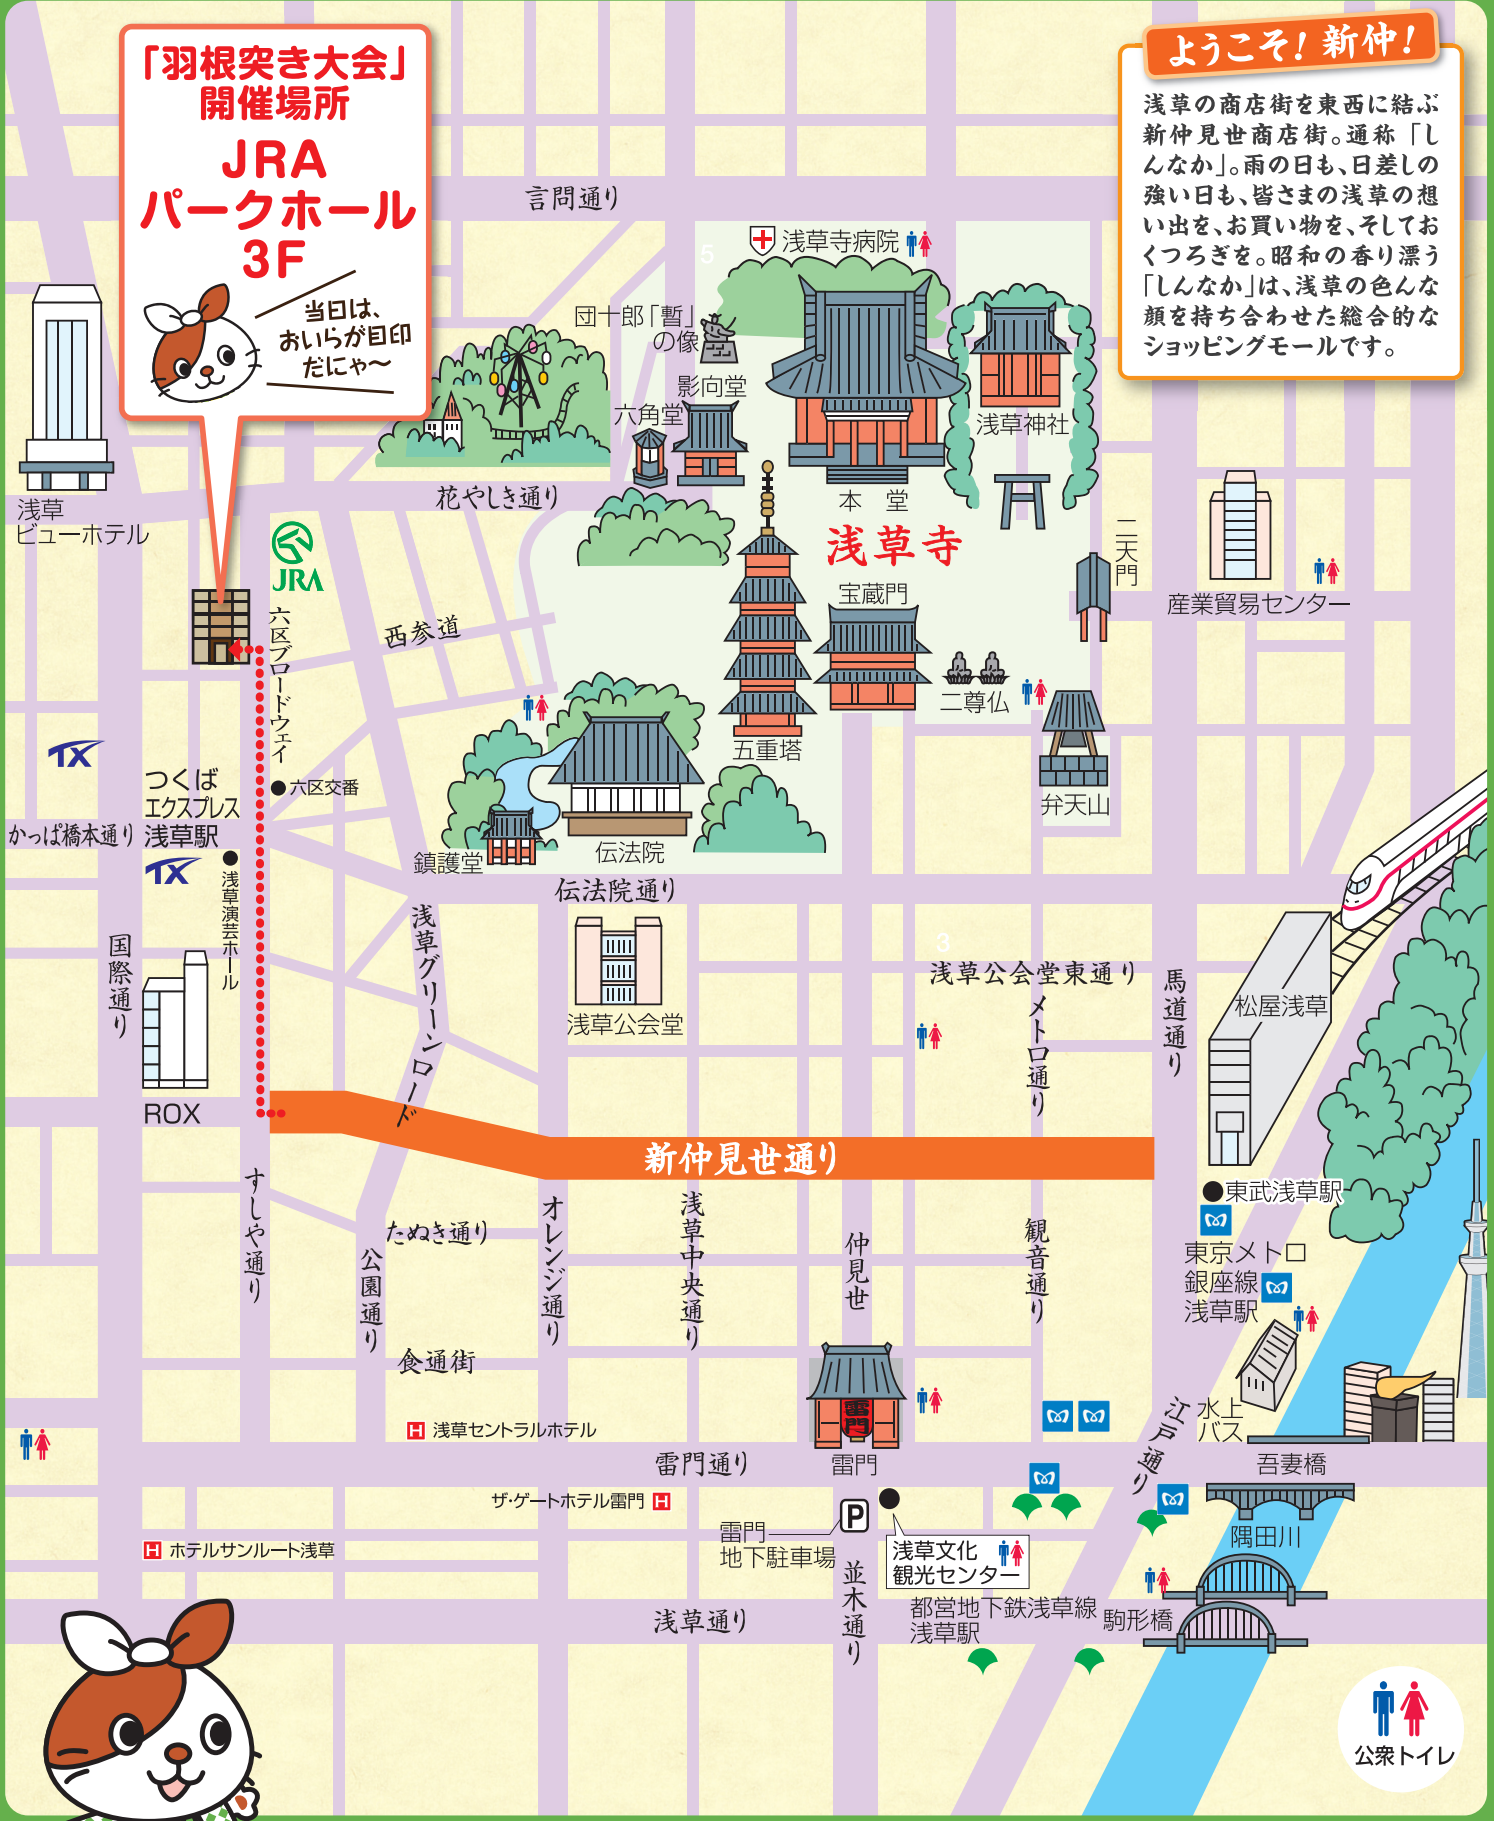 「羽根突き大会」
開催場所
JRA
パークホール
3F
当日は、
おいらが目印
だにゃ～
ようこそ！新仲！
浅草の商店街を東西に結ぶ
新仲見世商店街。通称「し
んなか」。雨の日も、日差しの
強い日も、皆さまの浅草の想
い出を、お買い物を、そしてお
くつろぎを。昭和の香り漂う
「しんなか」は、浅草の色んな
顔を持ち合わせた総合的な
ショッピングモールです。
言問通り
5
浅草寺病院
団十郎「暫」
の像
影向堂
六角堂
浅草神社
本 堂
浅草寺
花やしき通り
浅草
ビューホテル
JRA
二天門
産業貿易センター
宝蔵門
六区ブロードウェイ
西参道
二尊仏
五重塔
弁天山
TX
つくば
エクスプレス
浅草駅
六区交番
かっぱ橋本通り
TX
浅草演芸ホール
鎮護堂
伝法院
伝法院通り
浅草グリーンロード
国際通り
浅草公会堂
3
浅草公会堂東通り
メトロ通り
馬道通り
松屋浅草
ROX
新仲見世通り
すしや通り
たぬき通り
公園通り
オレンジ通り
浅草中央通り
仲見世
観音通り
東武浅草駅
東京メトロ
銀座線
浅草駅
食通街
H 浅草セントラルホテル
雷門
雷門通り
雷門
江戸通り
水上
バス
吾妻橋
ザ・ゲートホテル雷門 H
P
雷門
地下駐車場
浅草文化
観光センター
隅田川
H ホテルサンルート浅草
並木通り
浅草通り
都営地下鉄浅草線
浅草駅
駒形橋
公衆トイレ